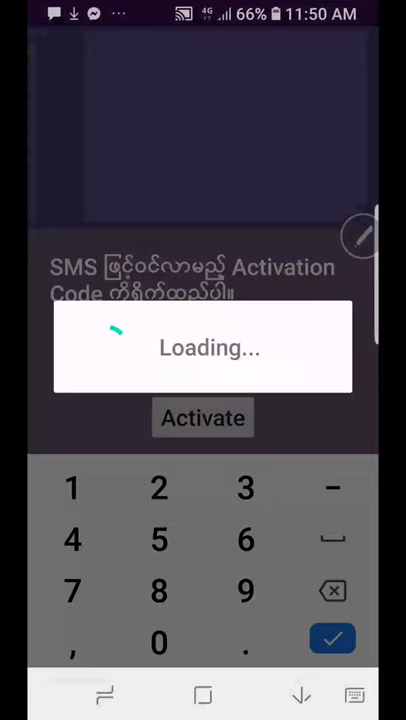 4G 66% 11:50 AM
SMS ဖြင့်ဝင်လာမည့် Activation
Code ကိုရိုက်ထည့်ပါ။
Loading...
Activate
1 2 3 -
4 5 6
7 8 9
, 0 .